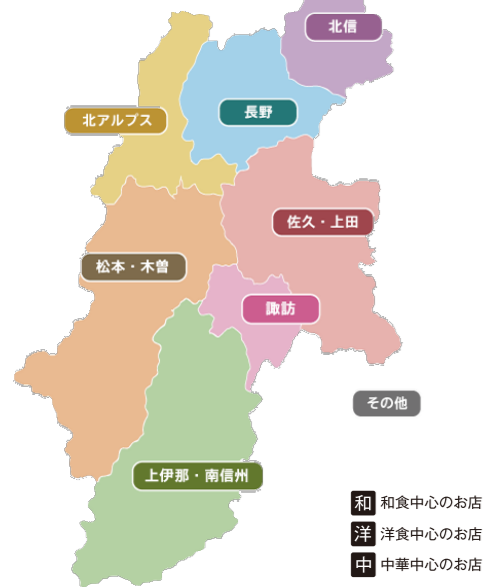 北信
長野
北アルプス
佐久・上田
松本・木曽
諏訪
その他
上伊那・南信州
和 和食中心のお店
洋 洋食中心のお店
中 中華中心のお店